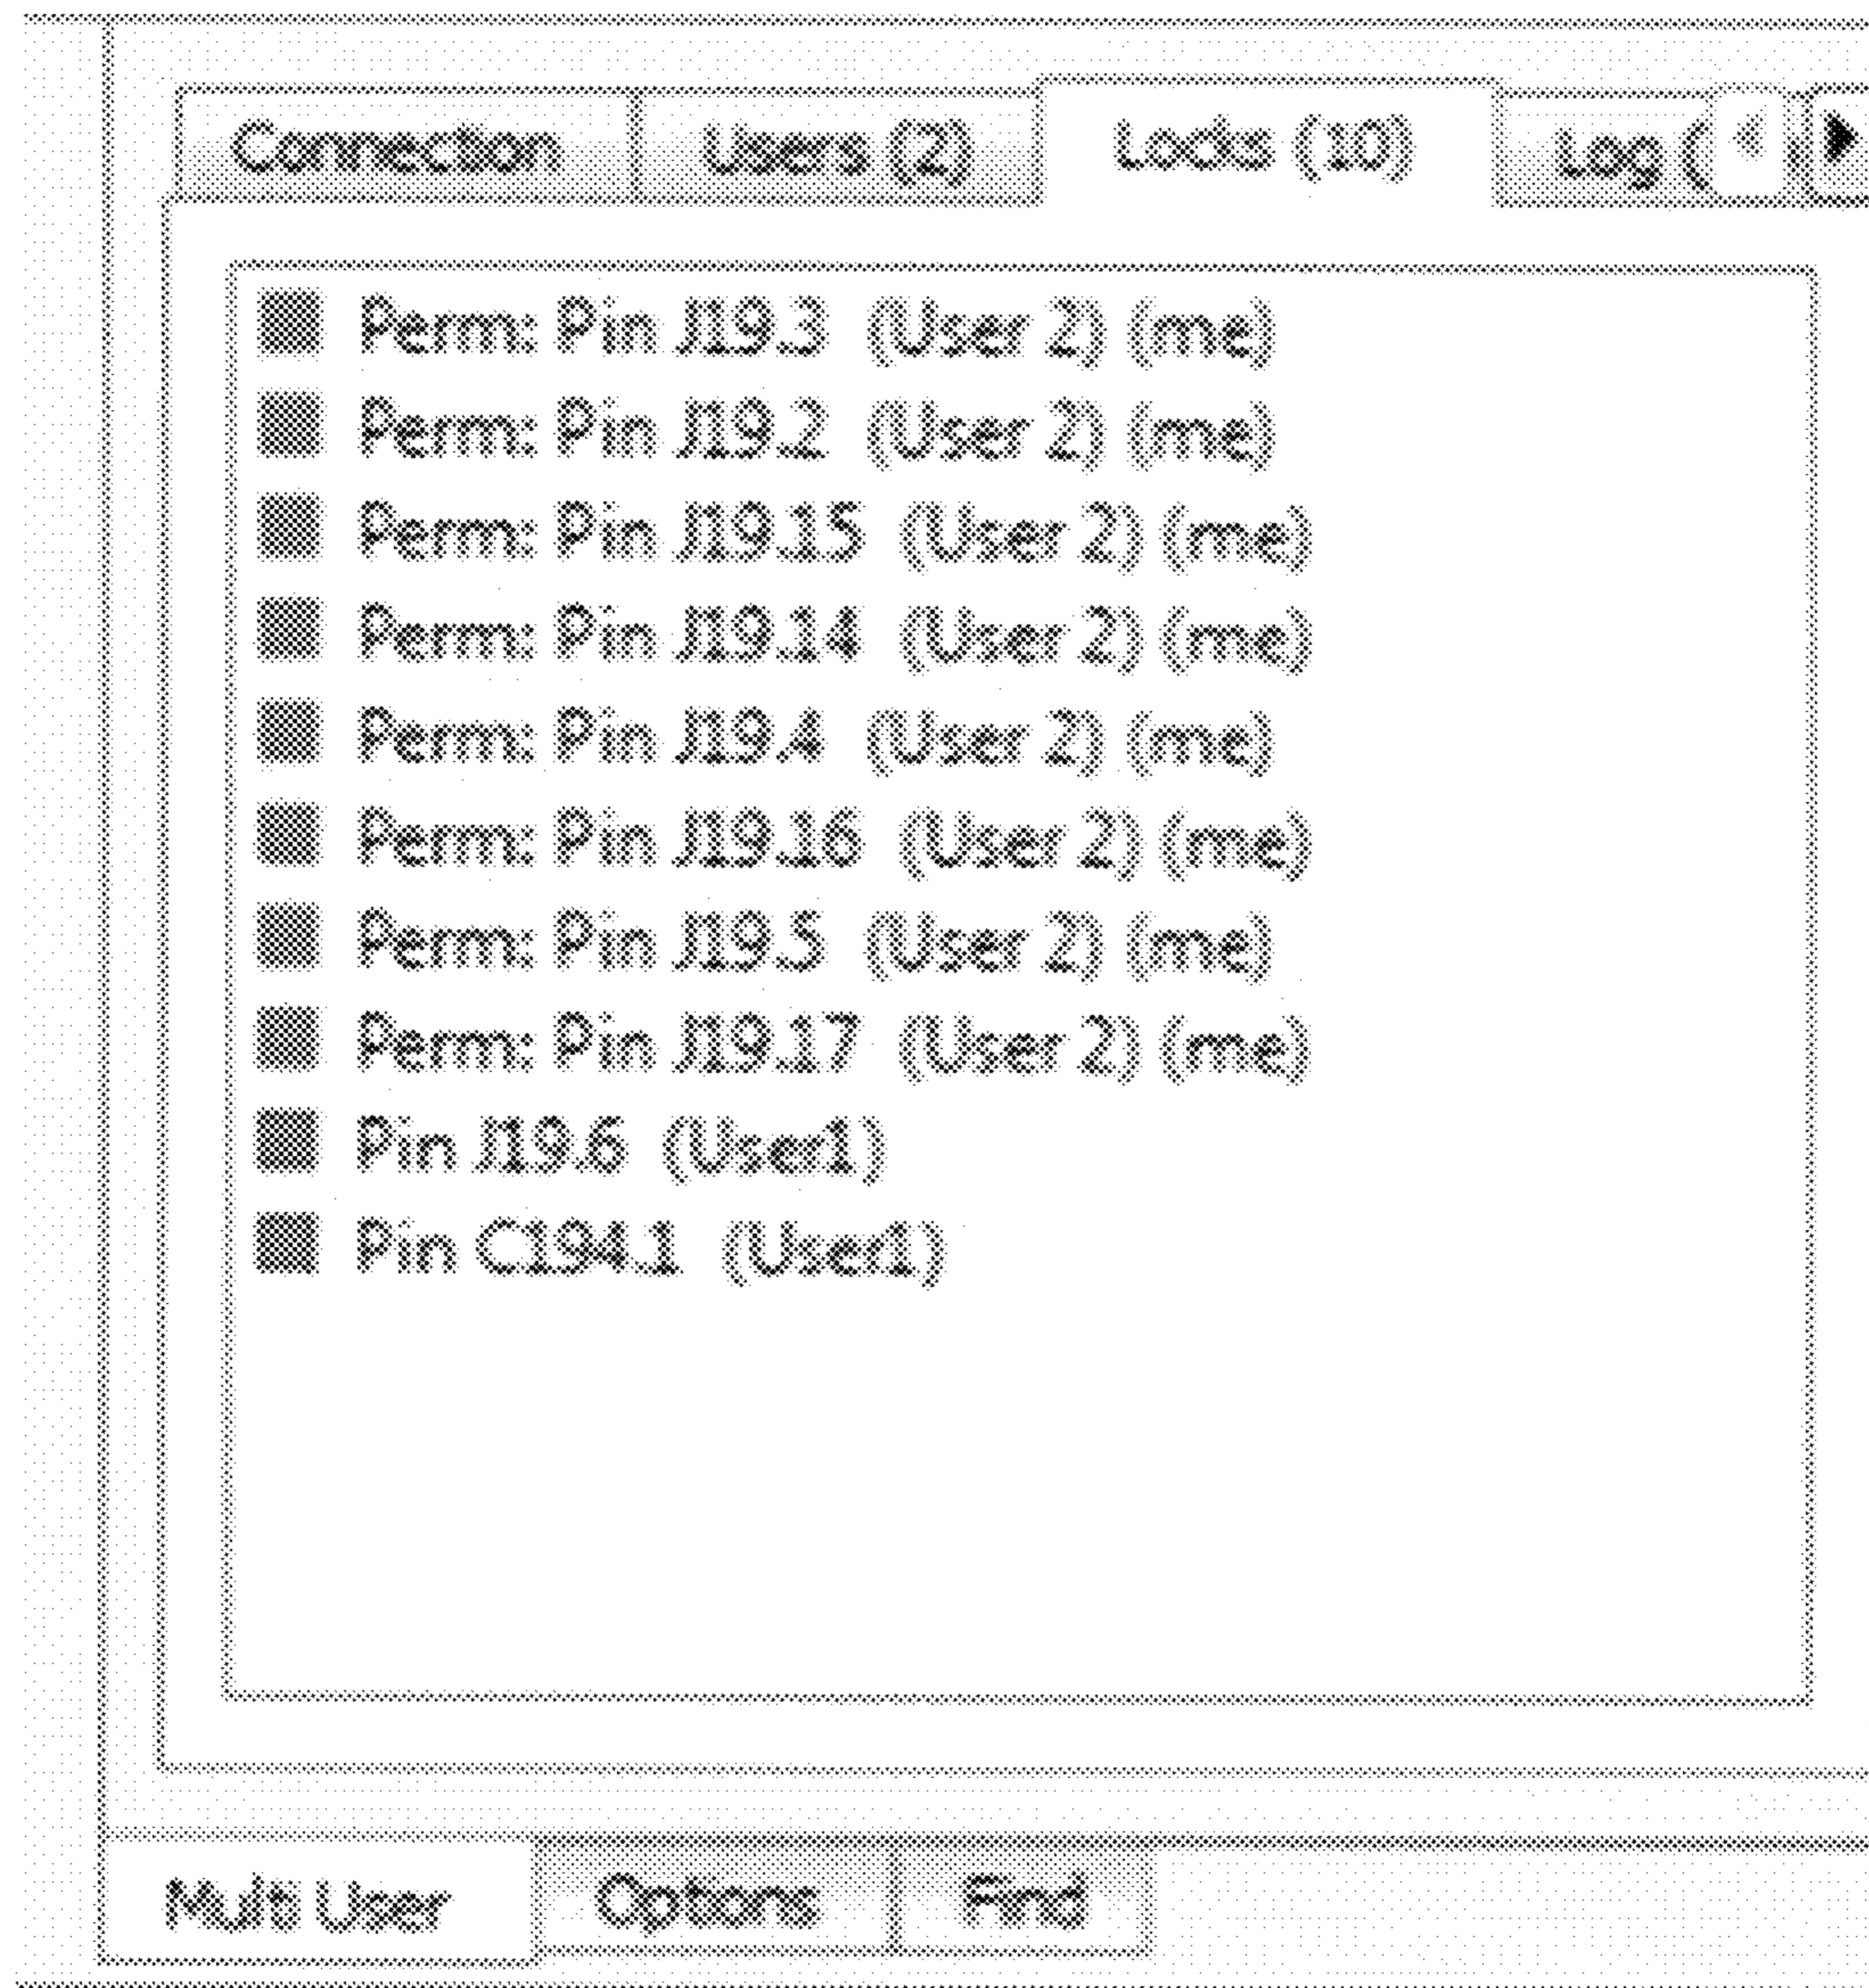 Connection Users (2) Locks (10) Log (
Perm: Pin J19.3 (User 2) (me)
Perm: Pin J19.2 (User 2) (me)
Perm: Pin J19.15 (User 2) (me)
Perm: Pin J19.14 (User 2) (me)
Perm: Pin J19.4 (User 2) (me)
Perm: Pin J19.16 (User 2) (me)
Perm: Pin J19.5 (User 2) (me)
Perm: Pin J19.17 (User 2) (me)
Pin J19.6 (User1)
Pin C194.1 (User1)
Multi User Options Find